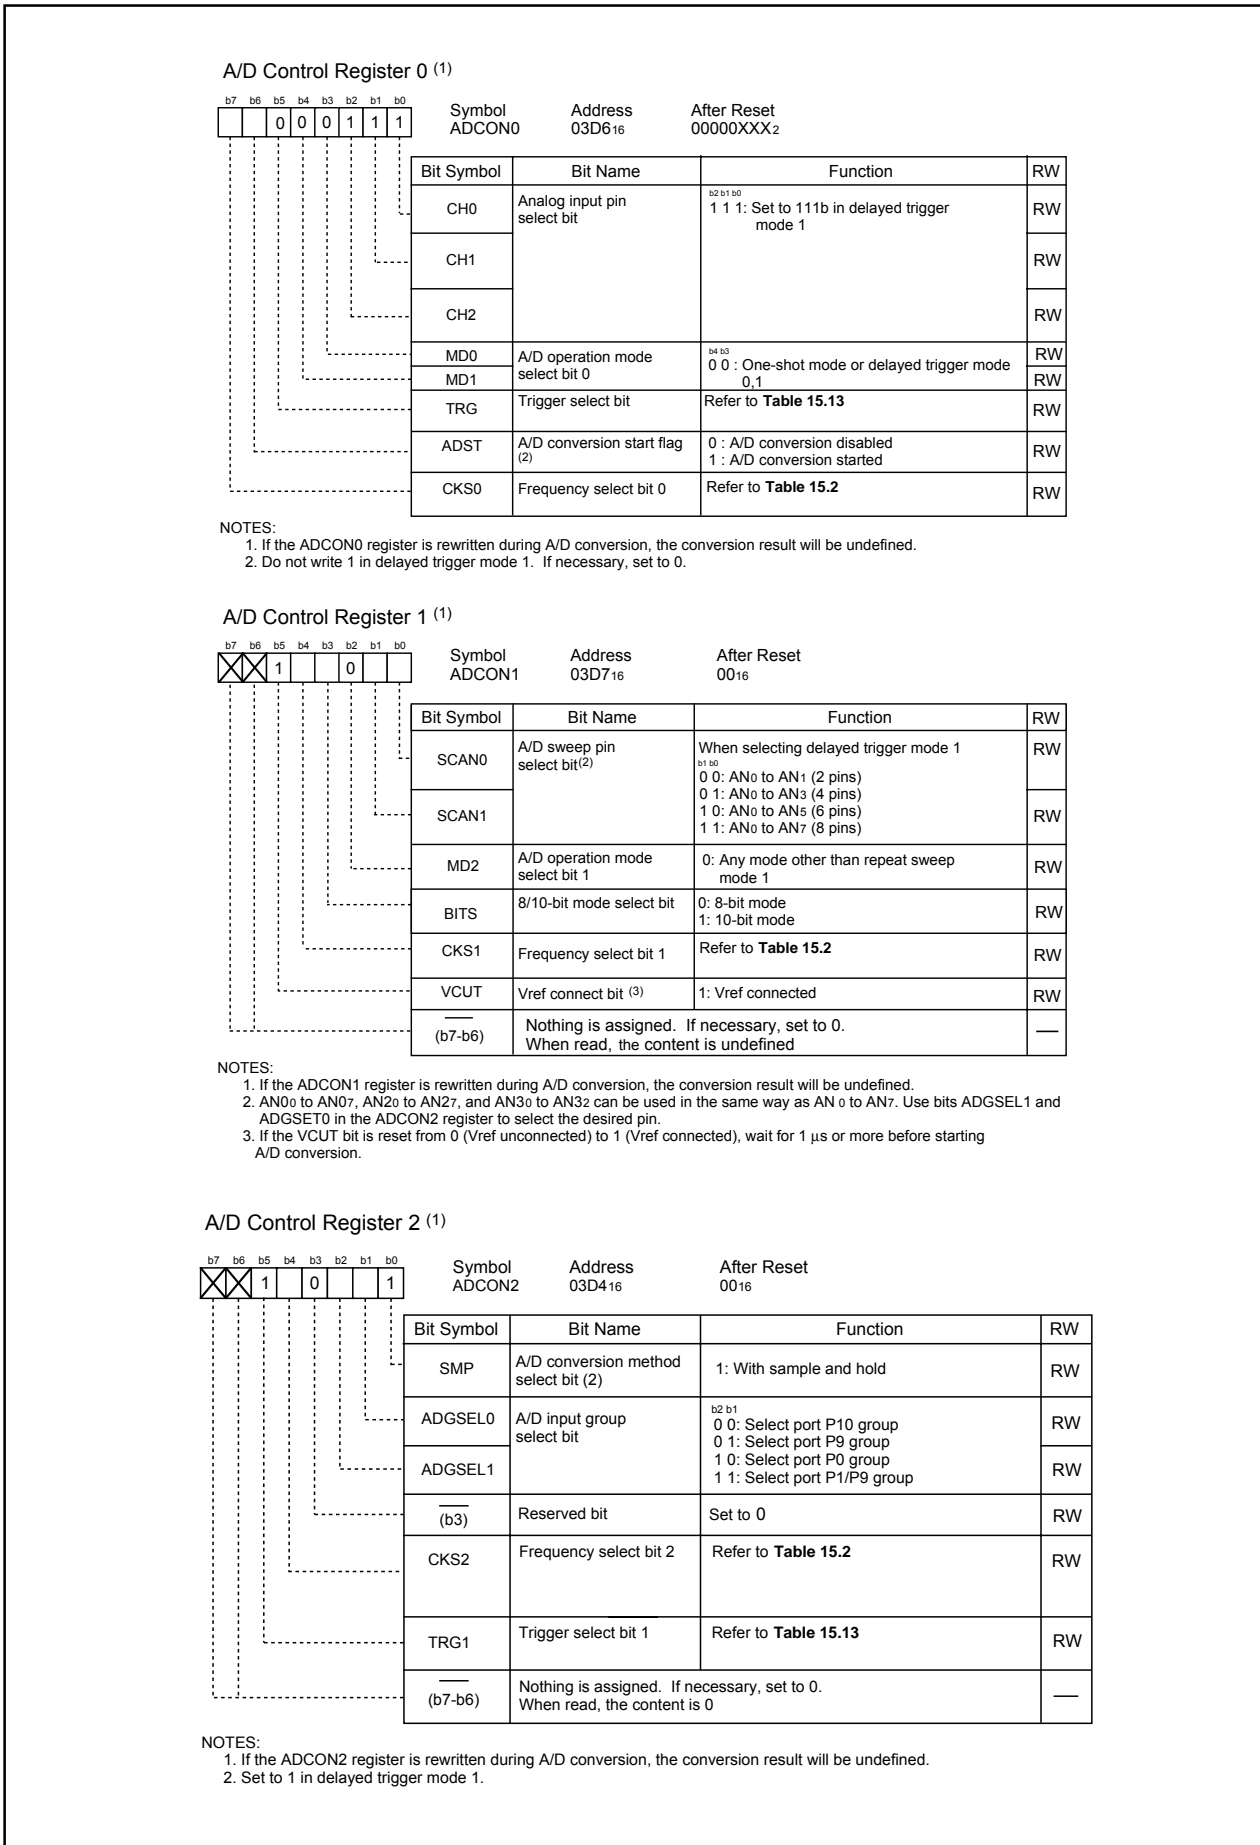 A/D Control Register 0 (1)
b7 b6 b5 b4 b3 b2 b1 b0
0 0 0 1 1 1
Symbol Address After Reset
ADCON0 03D616 00000XXX2
Bit Symbol Bit Name Function RW
CH0 Analog input pin select bit b2 b1 b0 RW
1 1 1: Set to 111b in delayed trigger
mode 1
CH1 RW
CH2 RW
MD0 A/D operation mode b4 b3 RW
select bit 0 0 0 : One-shot mode or delayed trigger mode
MD1 0,1 RW
TRG Trigger select bit Refer to Table 15.13 RW
ADST A/D conversion start flag 0 : A/D conversion disabled RW
(2) 1 : A/D conversion started
CKS0 Frequency select bit 0 Refer to Table 15.2 RW
NOTES:
1. If the ADCON0 register is rewritten during A/D conversion, the conversion result will be undefined.
2. Do not write 1 in delayed trigger mode 1. If necessary, set to 0.
A/D Control Register 1 (1)
b7 b6 b5 b4 b3 b2 b1 b0
1 0
Symbol Address After Reset
ADCON1 03D716 0016
Bit Symbol Bit Name Function RW
SCAN0 A/D sweep pin When selecting delayed trigger mode 1 RW
select bit(2) b1 b0
0 0: AN0 to AN1 (2 pins)
0 1: AN0 to AN3 (4 pins)
SCAN1 1 0: AN0 to AN5 (6 pins) RW
1 1: AN0 to AN7 (8 pins)
MD2 A/D operation mode 0: Any mode other than repeat sweep RW
select bit 1 mode 1
BITS 8/10-bit mode select bit 0: 8-bit mode RW
1: 10-bit mode
CKS1 Frequency select bit 1 Refer to Table 15.2 RW
VCUT Vref connect bit (3) 1: Vref connected RW
(b7-b6) Nothing is assigned. If necessary, set to 0. —
When read, the content is undefined
NOTES:
1. If the ADCON1 register is rewritten during A/D conversion, the conversion result will be undefined.
2. AN00 to AN07, AN20 to AN27, and AN30 to AN32 can be used in the same way as AN 0 to AN7. Use bits ADGSEL1 and
ADGSET0 in the ADCON2 register to select the desired pin.
3. If the VCUT bit is reset from 0 (Vref unconnected) to 1 (Vref connected), wait for 1 µs or more before starting
A/D conversion.
A/D Control Register 2 (1)
b7 b6 b5 b4 b3 b2 b1 b0
1 0 1
Symbol Address After Reset
ADCON2 03D416 0016
Bit Symbol Bit Name Function RW
SMP A/D conversion method 1: With sample and hold RW
select bit (2)
ADGSEL0 A/D input group b2 b1 RW
select bit 0 0: Select port P10 group
0 1: Select port P9 group
ADGSEL1 1 0: Select port P0 group RW
1 1: Select port P1/P9 group
(b3) Reserved bit Set to 0 RW
CKS2 Frequency select bit 2 Refer to Table 15.2 RW
TRG1 Trigger select bit 1 Refer to Table 15.13 RW
(b7-b6) Nothing is assigned. If necessary, set to 0. —
When read, the content is 0
NOTES:
1. If the ADCON2 register is rewritten during A/D conversion, the conversion result will be undefined.
2. Set to 1 in delayed trigger mode 1.